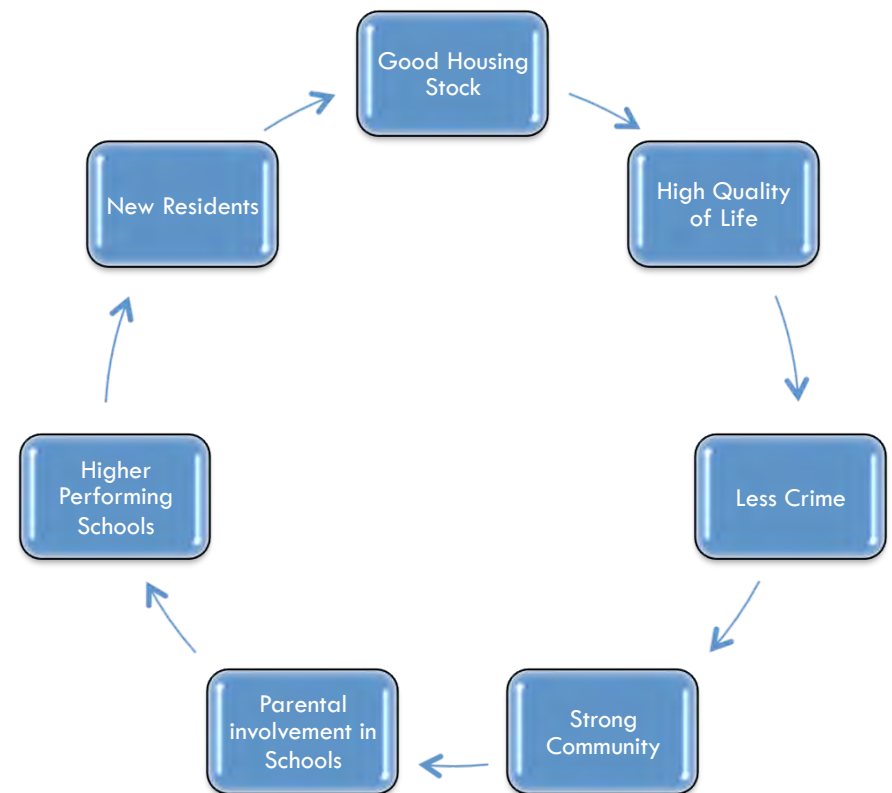 Good Housing
Stock
High Quality
of Life
Less Crime
Strong
Community
Parental
involvement in
Schools
Higher
Performing
Schools
New Residents